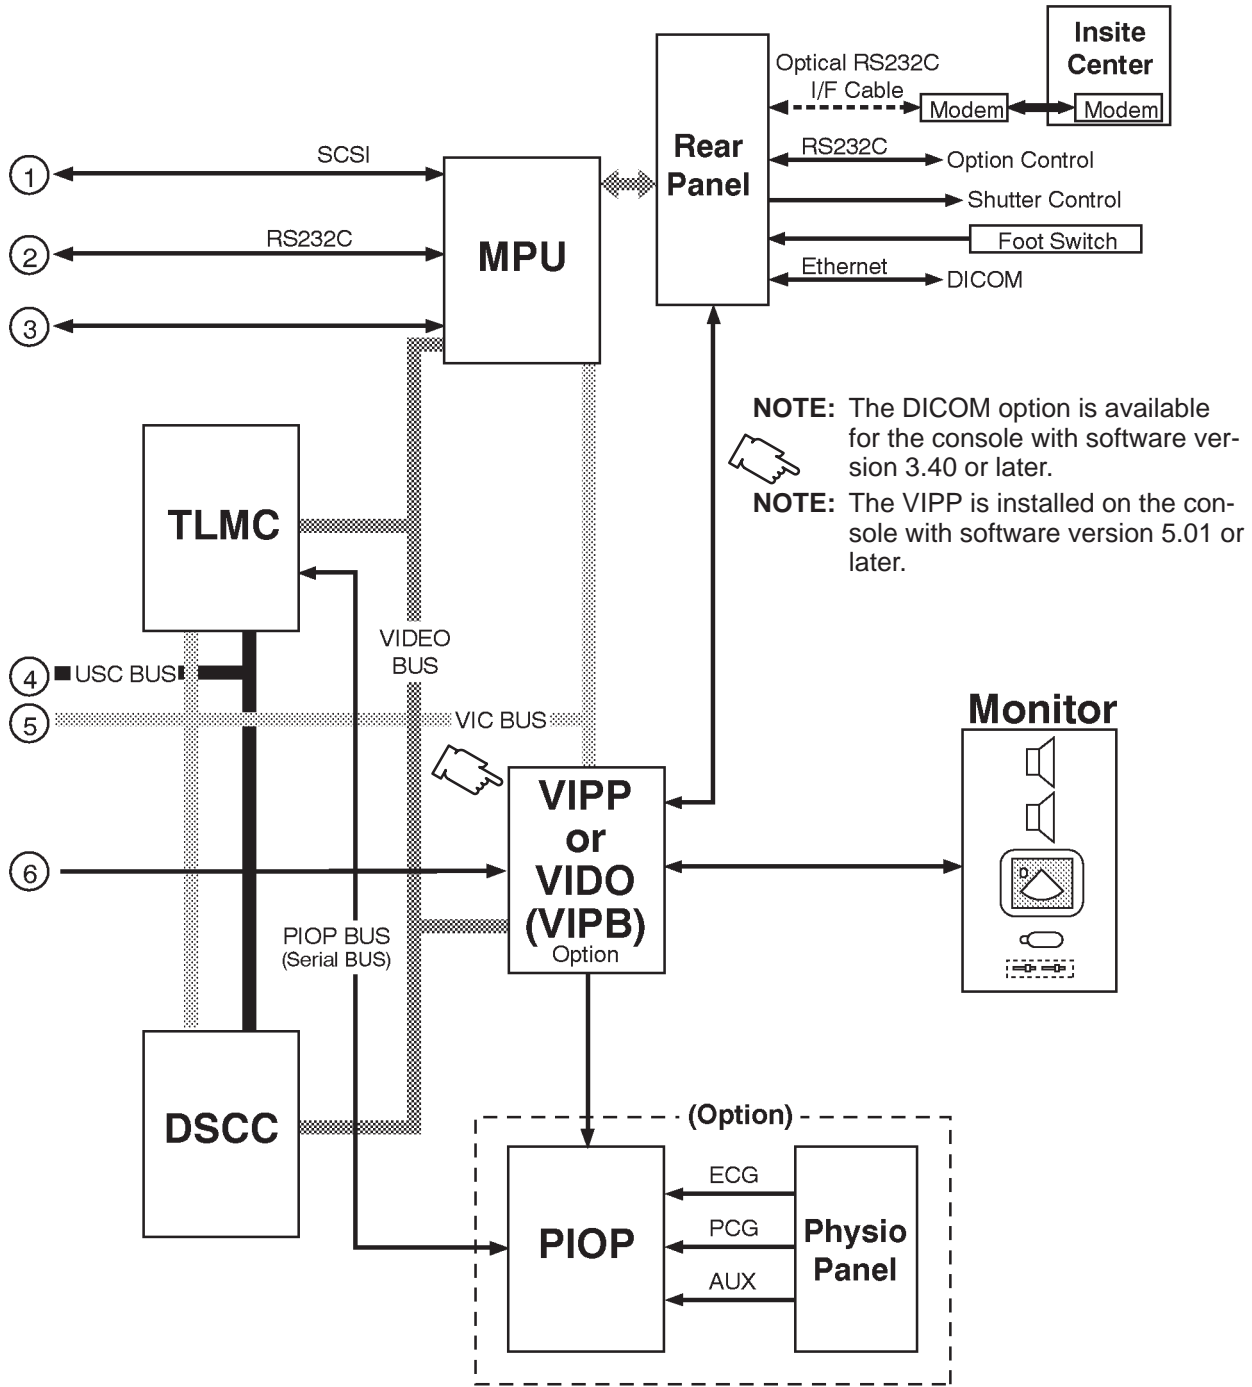 Insite
Center
Optical RS232C
I/F Cable
Modem
Modem
Rear
Panel
RS232C
Option Control
Shutter Control
Foot Switch
Ethernet
DICOM
SCSI
1
RS232C
2
MPU
3
NOTE: The DICOM option is available
for the console with software ver-
sion 3.40 or later.
NOTE: The VIPP is installed on the con-
sole with software version 5.01 or
later.
TLMC
VIDEO
BUS
4
USC BUS
5
VIC BUS
Monitor
VIPP
or
VIDO
(VIPB)
Option
D
6
PIOP BUS
(Serial BUS)
DSCC
(Option)
PIOP
ECG
PCG
AUX
Physio
Panel